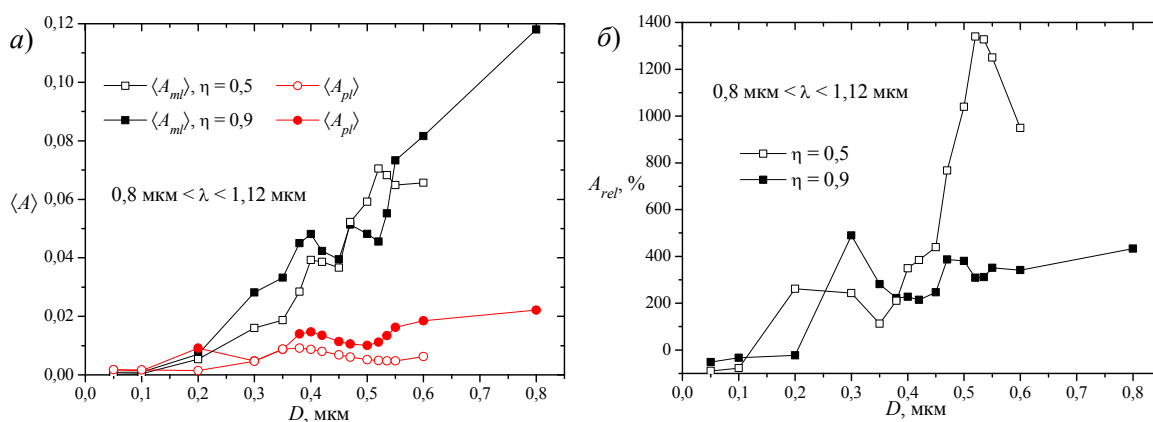 а)
0,12
0,10
0,08
0,06
0,04
0,02
0,00
⟨A⟩
⟨A_ml⟩, η = 0,5 ⟨A_pl⟩
⟨A_ml⟩, η = 0,9 ⟨A_pl⟩
0,8 мкм < λ < 1,12 мкм
0,0 0,1 0,2 0,3 0,4 0,5 0,6 0,7 0,8
D, мкм
б)
1400
1200
1000
800
600
400
200
0
A_rel, %
0,8 мкм < λ < 1,12 мкм
η = 0,5
η = 0,9
0,0 0,1 0,2 0,3 0,4 0,5 0,6 0,7 0,8
D, мкм